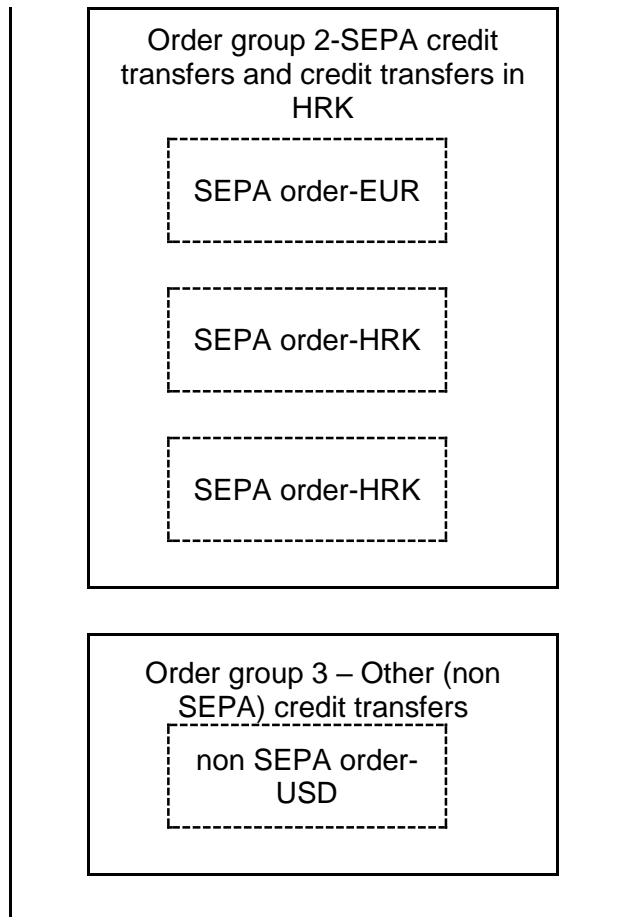 Order group 2-SEPA credit
transfers and credit transfers in
HRK
SEPA order-EUR
SEPA order-HRK
SEPA order-HRK
Order group 3 – Other (non
SEPA) credit transfers
non SEPA order-
USD